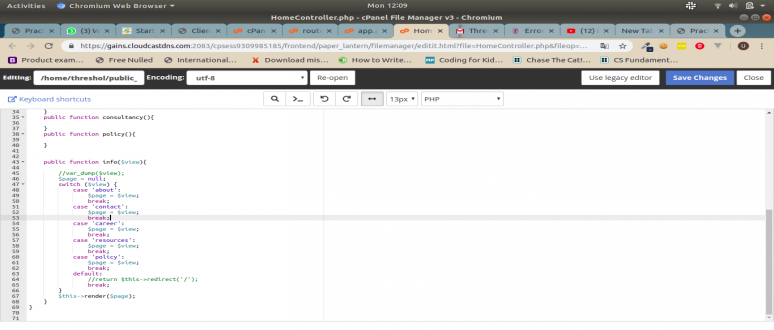 Activities Chromium Web Browser Mon 12:09
HomeController.php - cPanel File Manager v3 - Chromium
Pract (3) W Start Client cPan rout app. Hom Thre Error (12) New Tab Pract
https://gains.cloudcastdns.com:2083/cpsess9309985185/frontend/paper_lantern/filemanager/editit.html?file=HomeController.php&fileop=...
Product exam... Free Nulled International... Download mis... How to Write... Coding for Kid... Chase The Cat!... CS Fundamentar...
Editing: /home/threshol/public_ Encoding: utf-8 Re-open Use legacy editor Save Changes Close
Keyboard shortcuts 13px PHP
34 }
35 public function consultancy(){
36
37 }
38 public function policy(){
39
40 }
41
42
43 public function info($view){
44
45 //var_dump($view);
46 $page = null;
47 switch ($view) {
48 case 'about':
49 $page = $view;
50 break;
51 case 'contact':
52 $page = $view;
53 break;
54 case 'career':
55 $page = $view;
56 break;
57 case 'resources':
58 $page = $view;
59 break;
60 case 'policy':
61 $page = $view;
62 break;
63 default:
64 //return $this->redirect('/');
65 break;
66 }
67 $this->render($page);
68 }
69 }
70
71